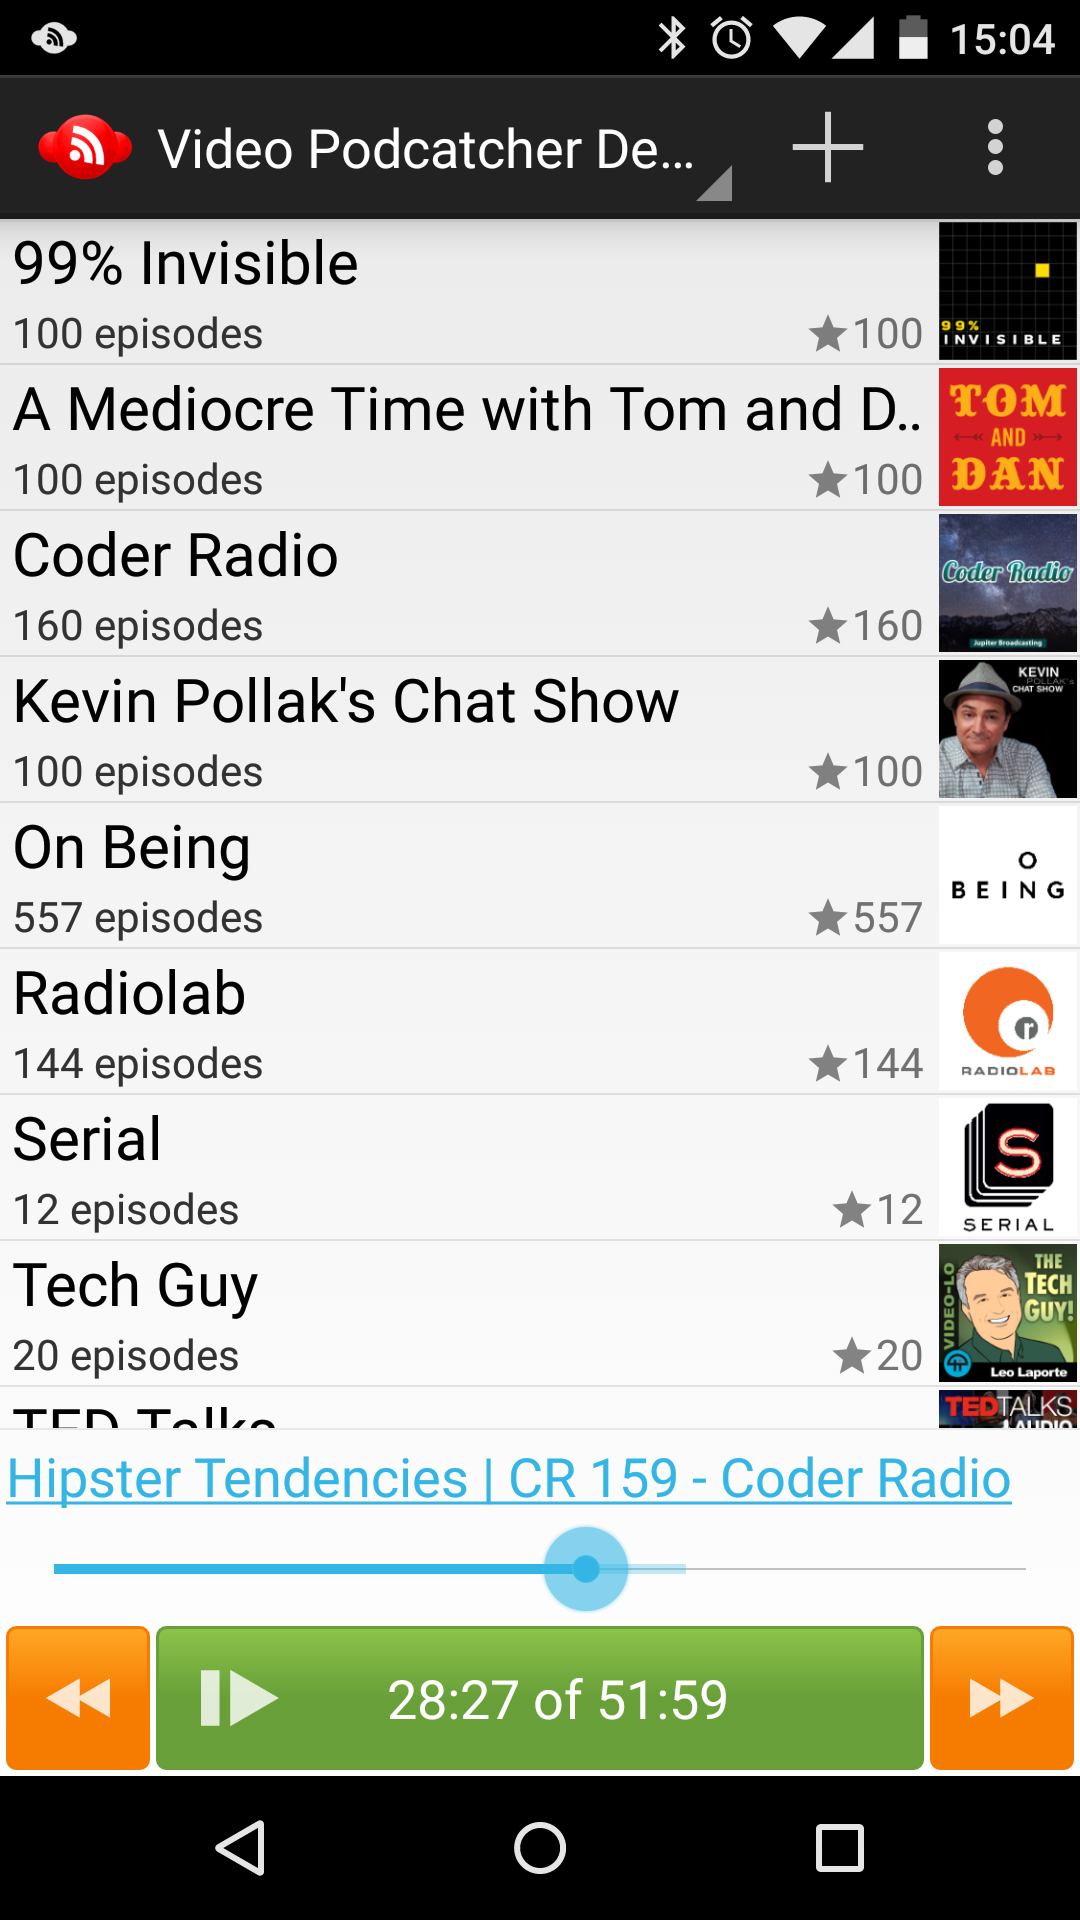 15:04
Video Podcatcher De...
99% Invisible
100 episodes
100
99%
INVISIBLE
A Mediocre Time with Tom and D..
100 episodes
100
TOM
AND
DAN
Coder Radio
160 episodes
160
Coder Radio
Jupiter Broadcasting
Kevin Pollak's Chat Show
100 episodes
100
KEVIN
POLLAK's
CHAT SHOW
On Being
557 episodes
557
O
BEING
Radiolab
144 episodes
144
r
RADIOLAB
Serial
12 episodes
12
S
SERIAL
Tech Guy
20 episodes
20
VIDEO-LO
THE
TECH
GUY!
Leo Laporte
TED Talks
TEDTALKS
AUDIO
Hipster Tendencies | CR 159 - Coder Radio
28:27 of 51:59